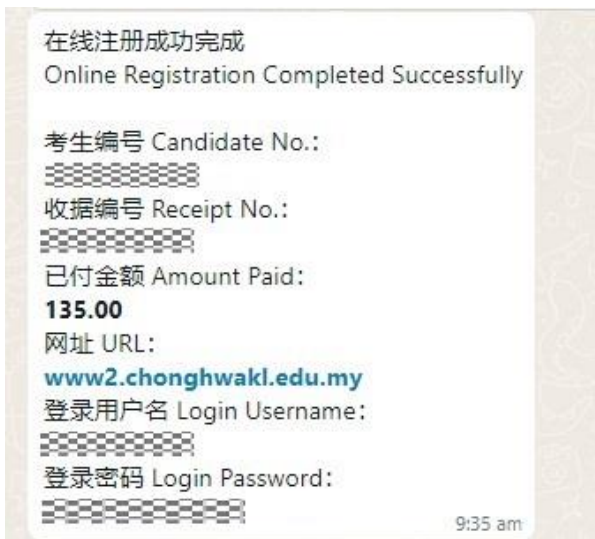 在线注册成功完成
Online Registration Completed Successfully
考生编号 Candidate No.:
收据编号 Receipt No.:
已付金额 Amount Paid:
135.00
网址 URL:
www2.chonghwakl.edu.my
登录用户名 Login Username:
登录密码 Login Password:
9:35 am